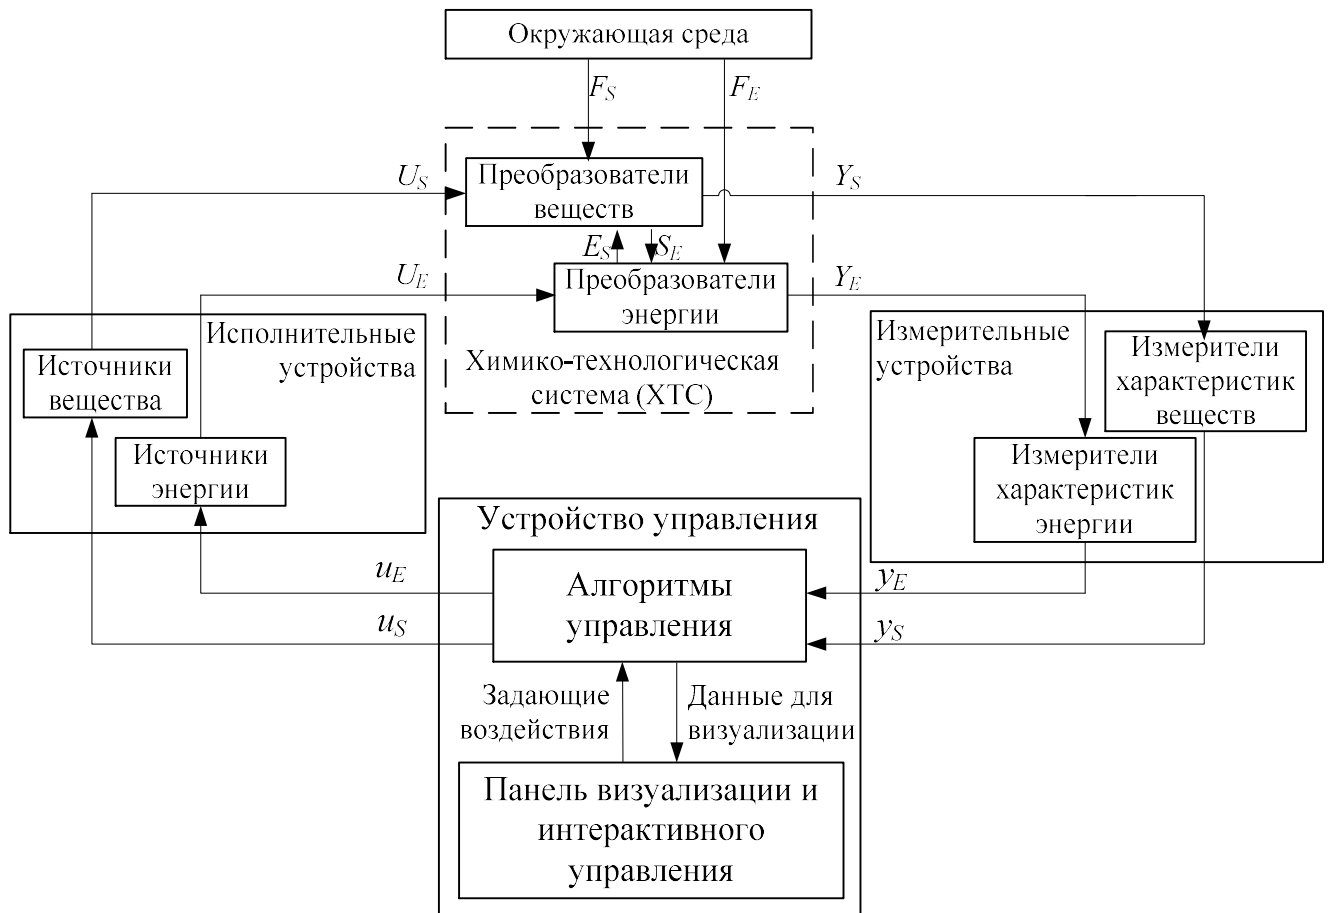 Окружающая среда
F_S
F_E
Преобразователи
веществ
U_S
Y_S
E_S
S_E
Преобразователи
энергии
U_E
Y_E
Химико-технологическая
система (ХТС)
Исполнительные
устройства
Источники
вещества
Источники
энергии
Измерительные
устройства
Измерители
характеристик
веществ
Измерители
характеристик
энергии
Устройство управления
Алгоритмы
управления
u_E
u_S
y_E
y_S
Задающие
воздействия
Данные для
визуализации
Панель визуализации и
интерактивного
управления